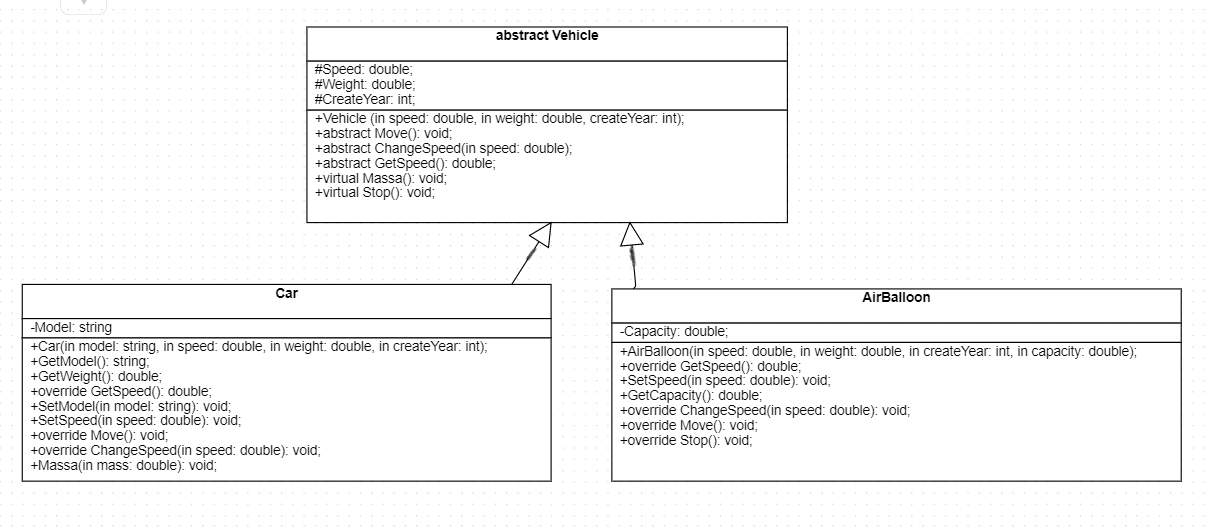 abstract Vehicle
#Speed: double;
#Weight: double;
#CreateYear: int;
+Vehicle (in speed: double, in weight: double, createYear: int);
+abstract Move(): void;
+abstract ChangeSpeed(in speed: double);
+abstract GetSpeed(): double;
+virtual Massa(): void;
+virtual Stop(): void;
Car
-Model: string
+Car(in model: string, in speed: double, in weight: double, in createYear: int);
+GetModel(): string;
+GetWeight(): double;
+override GetSpeed(): double;
+SetModel(in model: string): void;
+SetSpeed(in speed: double): void;
+override Move(): void;
+override ChangeSpeed(in speed: double): void;
+Massa(in mass: double): void;
AirBalloon
-Capacity: double;
+AirBalloon(in speed: double, in weight: double, in createYear: int, in capacity: double);
+override GetSpeed(): double;
+SetSpeed(in speed: double): void;
+GetCapacity(): double;
+override ChangeSpeed(in speed: double): void;
+override Move(): void;
+override Stop(): void;